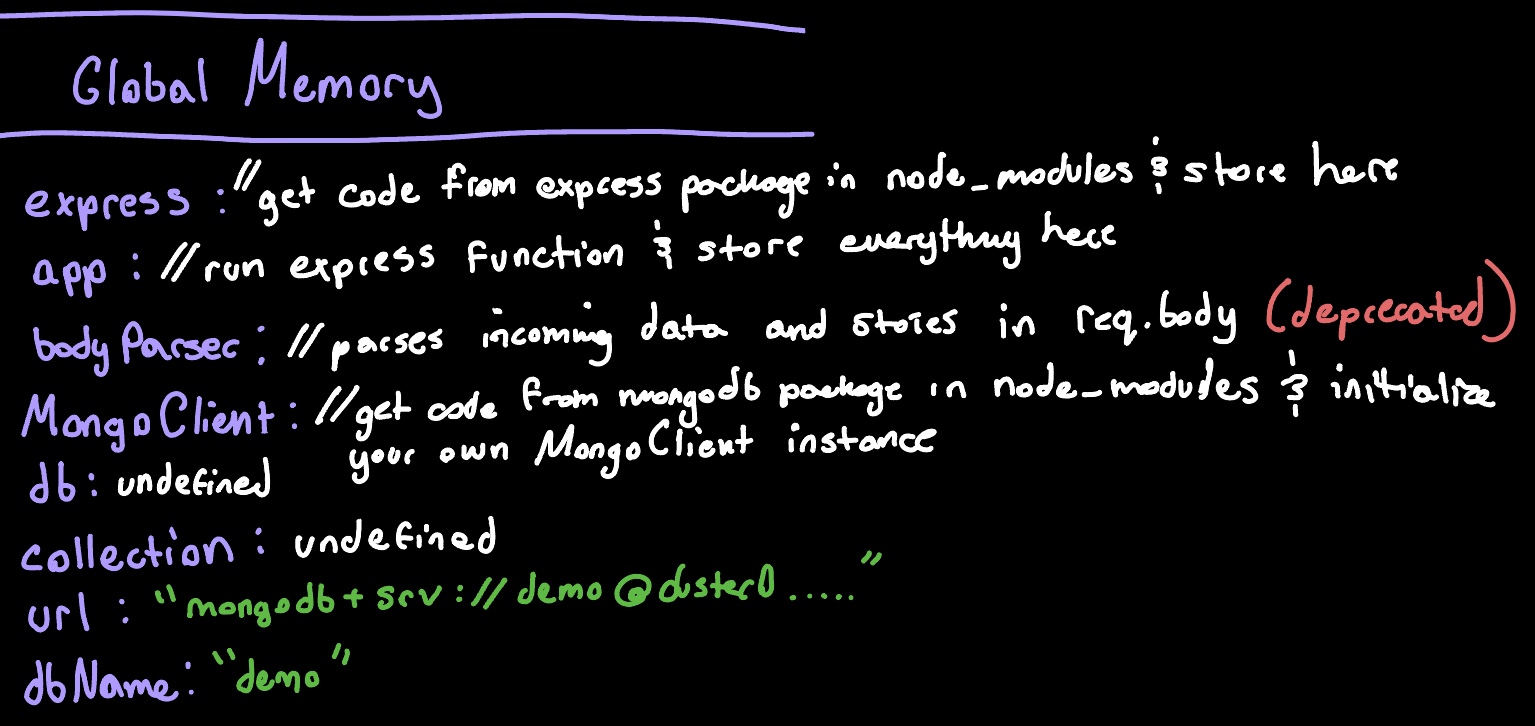 Global Memory
express : // get code from express package in node_modules & store here
app : // run express function & store everything here
bodyParser : // parses incoming data and stores in req.body (deprecated)
MongoClient : // get code from mongodb package in node_modules & initialize
your own MongoClient instance
db : undefined
collection : undefined
url : "mongodb+srv://demo@cluster0....."
dbName : "demo"